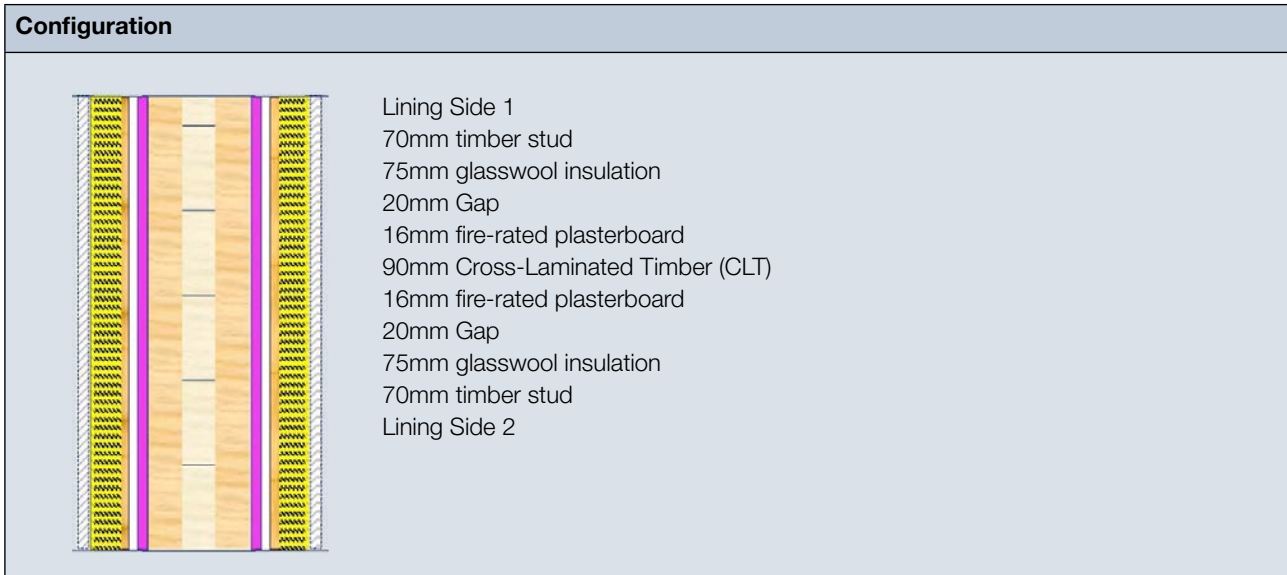 Configuration
Lining Side 1
70mm timber stud
75mm glasswool insulation
20mm Gap
16mm fire-rated plasterboard
90mm Cross-Laminated Timber (CLT)
16mm fire-rated plasterboard
20mm Gap
75mm glasswool insulation
70mm timber stud
Lining Side 2